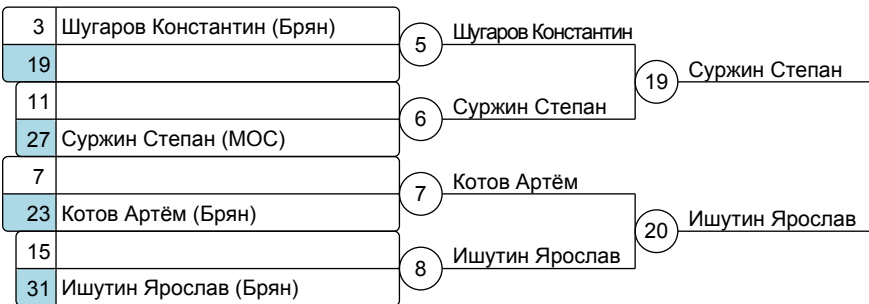 3 Шугаров Константин (Брян)
19
11
27 Суржин Степан (МОС)
7
23 Котов Артём (Брян)
15
31 Ишутин Ярослав (Брян)
5 Шугаров Константин
6 Суржин Степан
7 Котов Артём
8 Ишутин Ярослав
19 Суржин Степан
20 Ишутин Ярослав